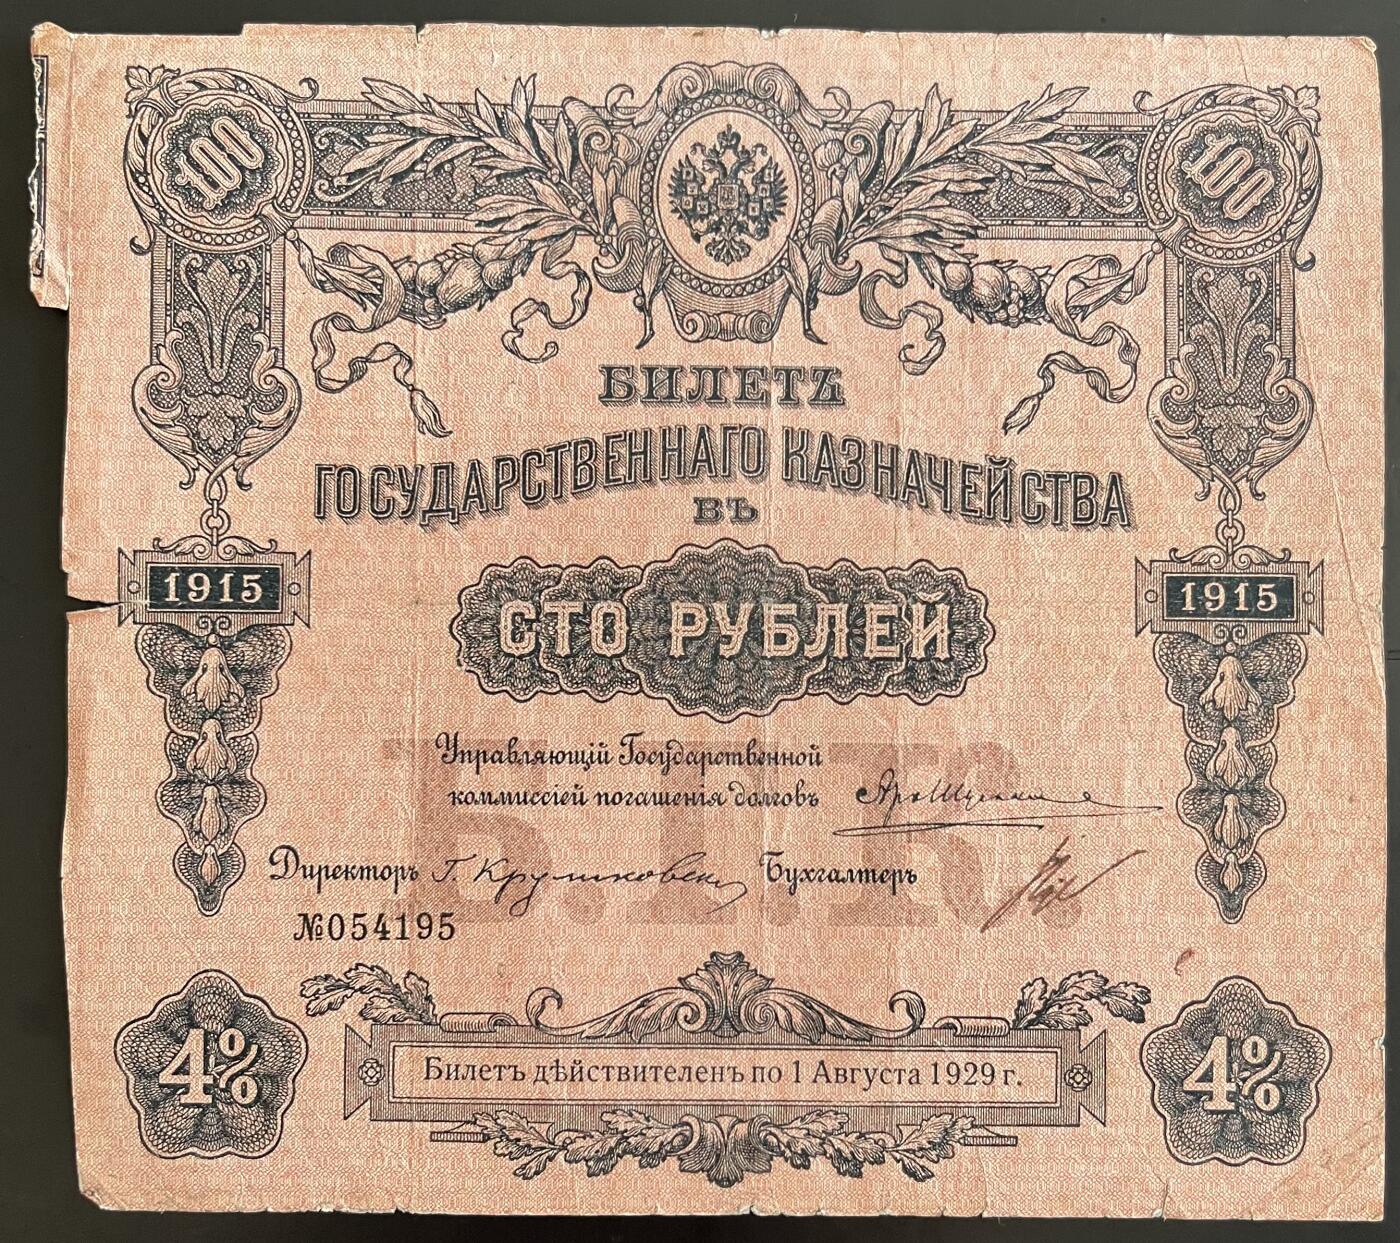 100 100
БИЛЕТЪ
ГОСУДАРСТВЕННАГО КАЗНАЧЕЙСТВА
ВЪ
1915 1915
СТО РУБЛЕЙ
Управляющій Государственной
коммиссіей погашенія долговъ
Директоръ Бухгалтеръ
№054195
4% 4%
Билетъ дѣйствителенъ по 1 Августа 1929 г.